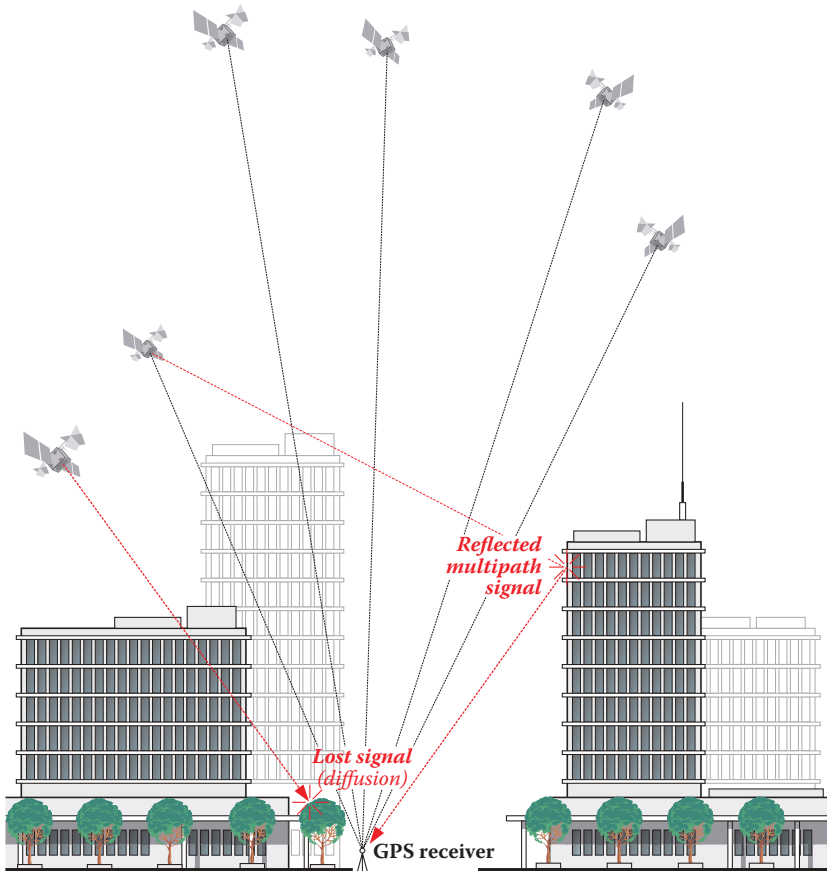 Reflected
multipath
signal
Lost signal
(diffusion)
GPS receiver